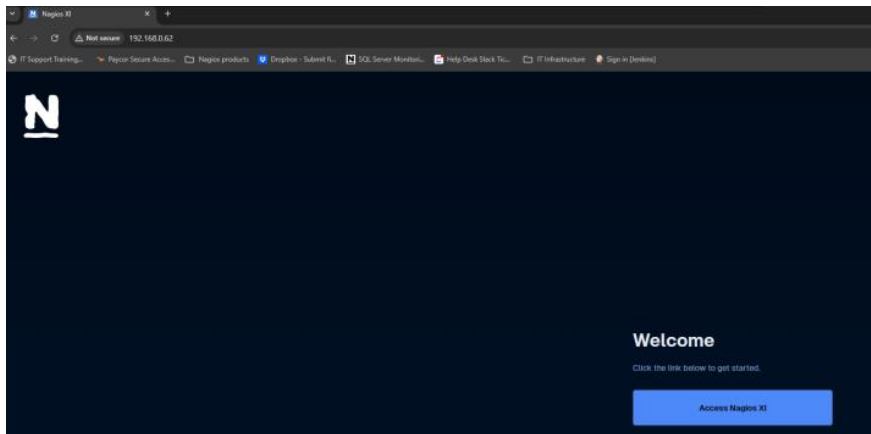 Nagios XI
Not secure 192.168.0.62
IT Support Training... Paycor Secure Acces... Nagios products Dropbox - Submit fi... SQL Server Monitori... Help Desk Slack Tic... IT Infrastructure Sign in [Jenkins]
N
Welcome
Click the link below to get started.
Access Nagios XI